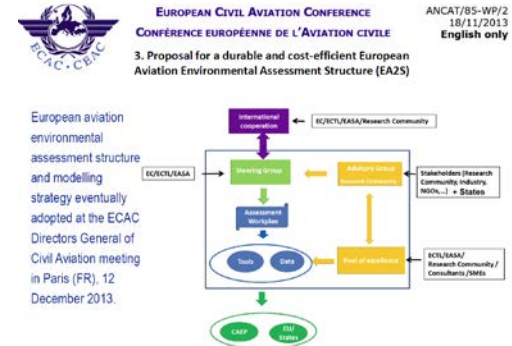 EUROPEAN CIVIL AVIATION CONFERENCE
CONFÉRENCE EUROPÉENNE DE L'AVIATION CIVILE
ANCAT/85-WP/2
18/11/2013
English only
ECAC · CEAC
3. Proposal for a durable and cost-efficient European
Aviation Environmental Assessment Structure (EA2S)
European aviation
environmental
assessment structure
and modelling
strategy eventually
adopted at the ECAC
Directors General of
Civil Aviation meeting
in Paris (FR), 12
December 2013.
International
cooperation
EC/ECTL/EASA/Research Community
EC/ECTL/EASA
Steering Group
Advisory Group
Research Community
Stakeholders (Research
Community, Industry,
NGOs,...) + States
Assessment
Workplan
Tools
Data
Pool of excellence
ECTL/EASA/
Research Community /
Consultants /SMEs
CAEP
EU/
States